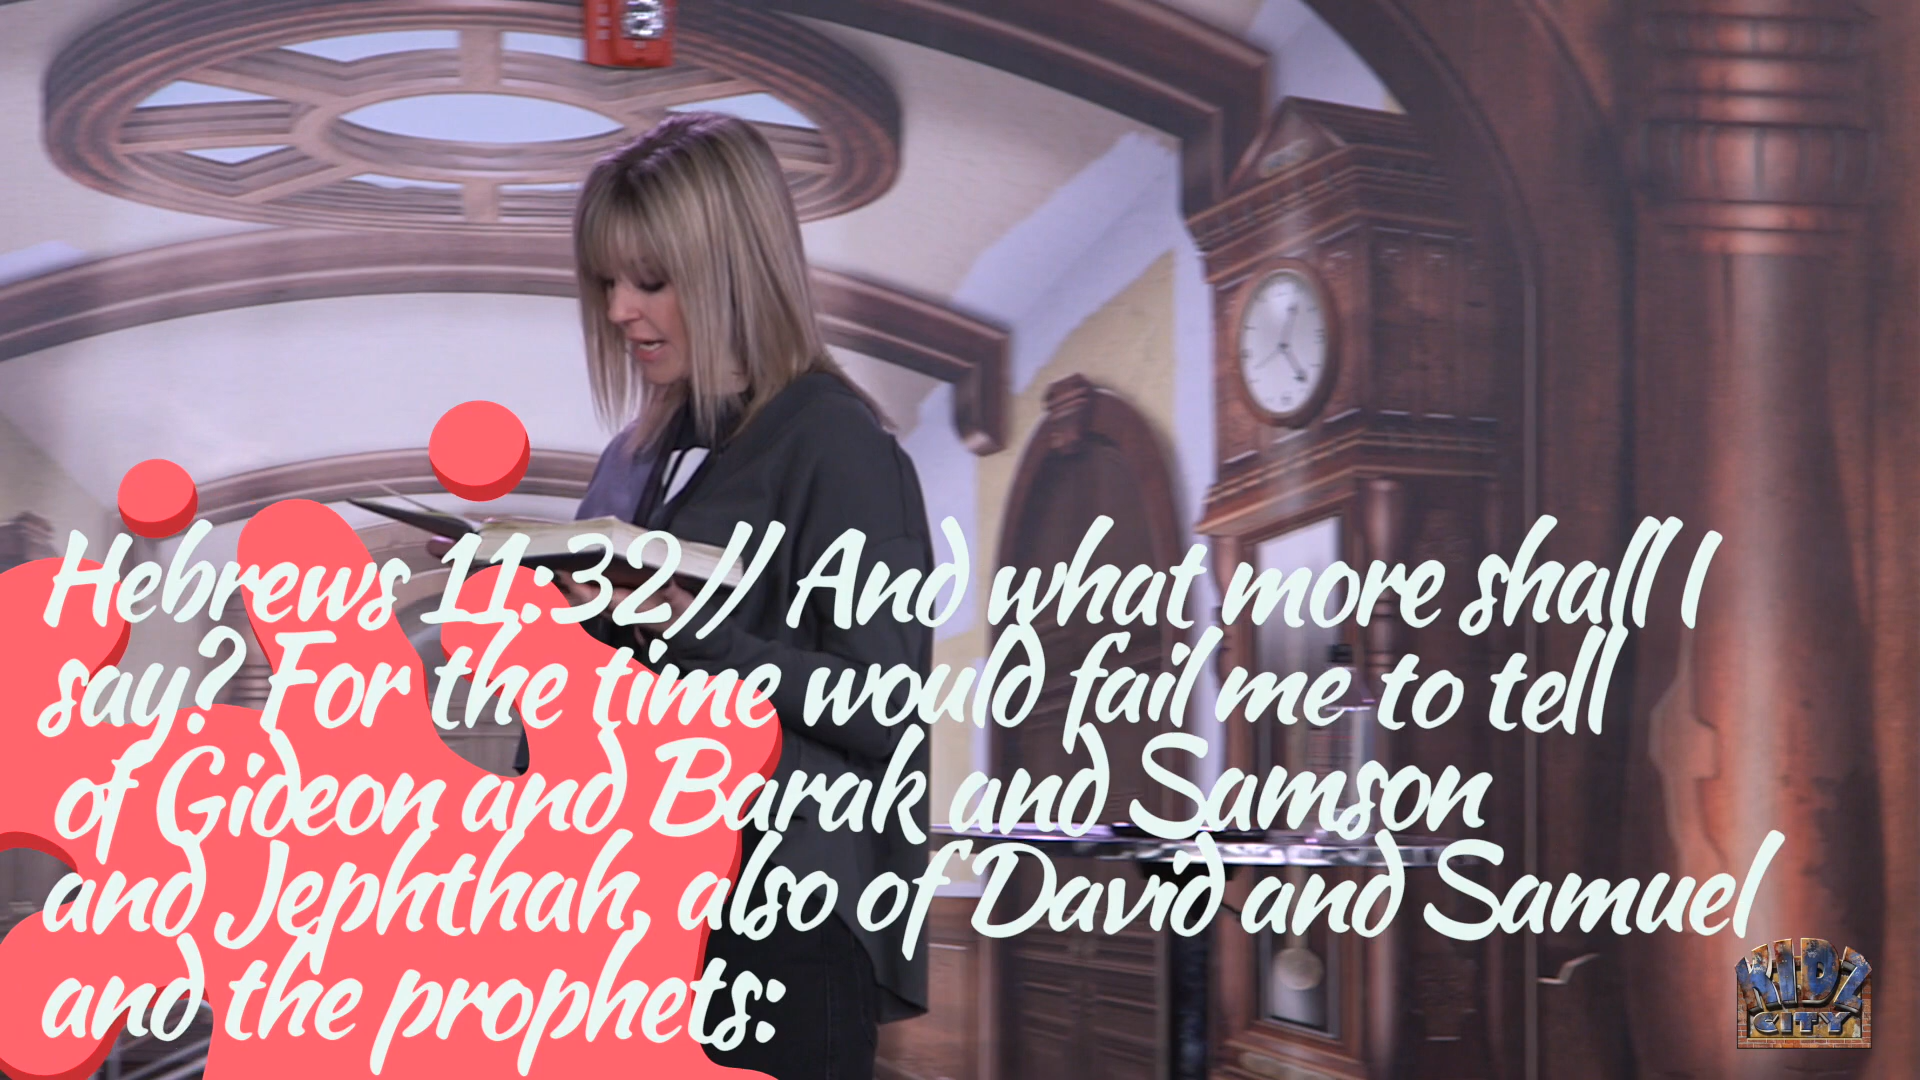 Hebrews 11:32// And what more shall I
say? For the time would fail me to tell
of Gideon and Barak and Samson
and Jephthah, also of David and Samuel
and the prophets:
KIDZ
CITY